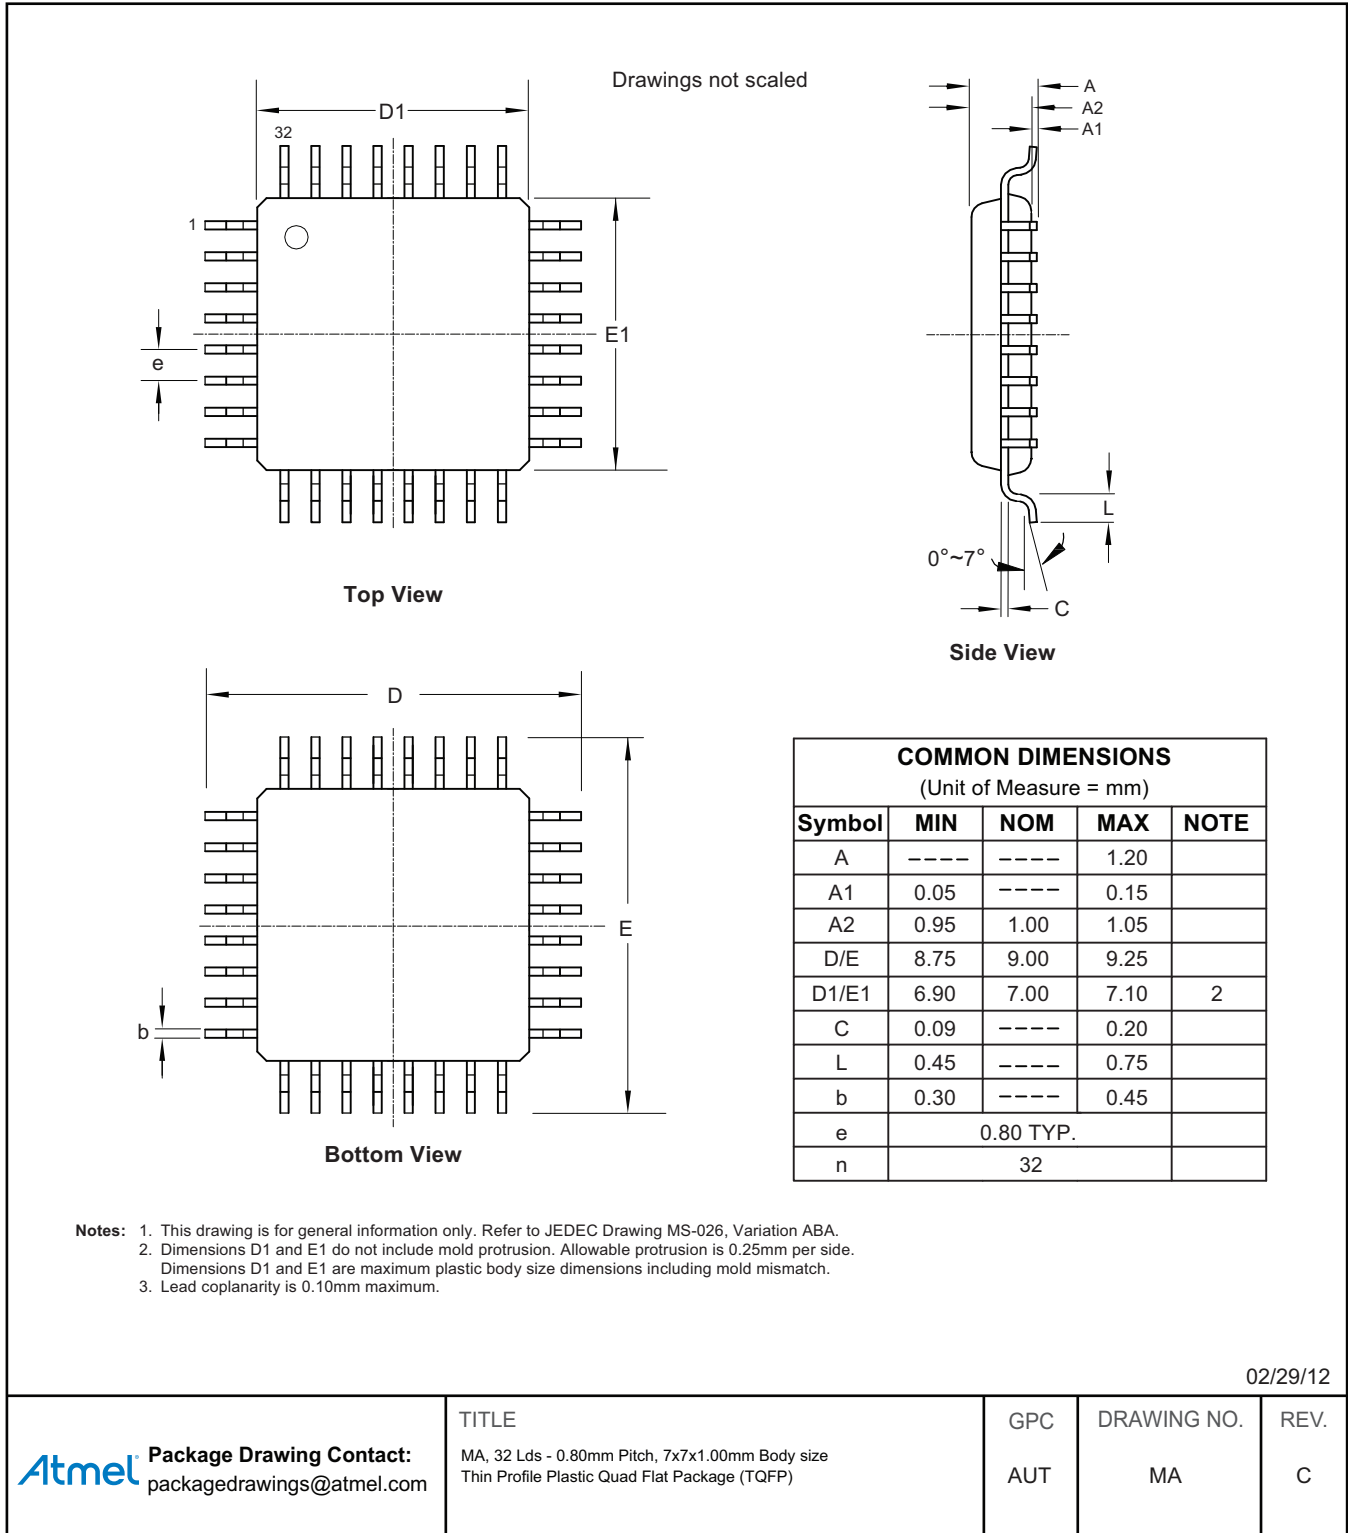 Drawings not scaled
D1
32
1
E1
e
Top View
A
A2
A1
L
0°~7°
C
Side View
D
E
b
Bottom View
COMMON DIMENSIONS
(Unit of Measure = mm)
Symbol MIN NOM MAX NOTE
A ---- ---- 1.20
A1 0.05 ---- 0.15
A2 0.95 1.00 1.05
D/E 8.75 9.00 9.25
D1/E1 6.90 7.00 7.10 2
C 0.09 ---- 0.20
L 0.45 ---- 0.75
b 0.30 ---- 0.45
e 0.80 TYP.
n 32
Notes: 1. This drawing is for general information only. Refer to JEDEC Drawing MS-026, Variation ABA.
2. Dimensions D1 and E1 do not include mold protrusion. Allowable protrusion is 0.25mm per side.
Dimensions D1 and E1 are maximum plastic body size dimensions including mold mismatch.
3. Lead coplanarity is 0.10mm maximum.
02/29/12
Atmel
Package Drawing Contact:
packagedrawings@atmel.com
TITLE
MA, 32 Lds - 0.80mm Pitch, 7x7x1.00mm Body size
Thin Profile Plastic Quad Flat Package (TQFP)
GPC
AUT
DRAWING NO.
MA
REV.
C